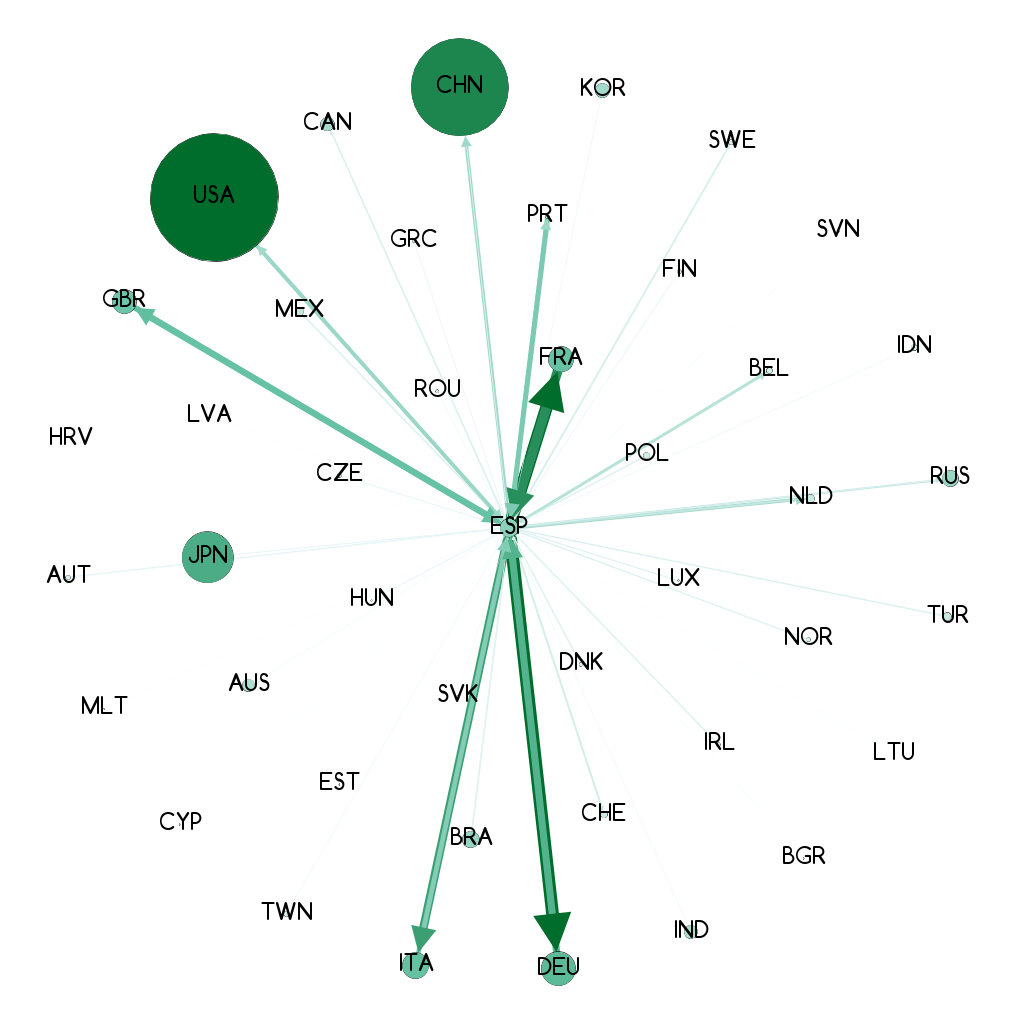 CHN
KOR
CAN
SWE
USA
PRT
SVN
GRC
FIN
GBR
MEX
IDN
FRA
BEL
ROU
LVA
HRV
POL
CZE
RUS
NLD
ESP
JPN
AUT
LUX
HUN
TUR
NOR
DNK
AUS
SVK
MLT
IRL
LTU
EST
CHE
CYP
BRA
BGR
TWN
IND
ITA
DEU